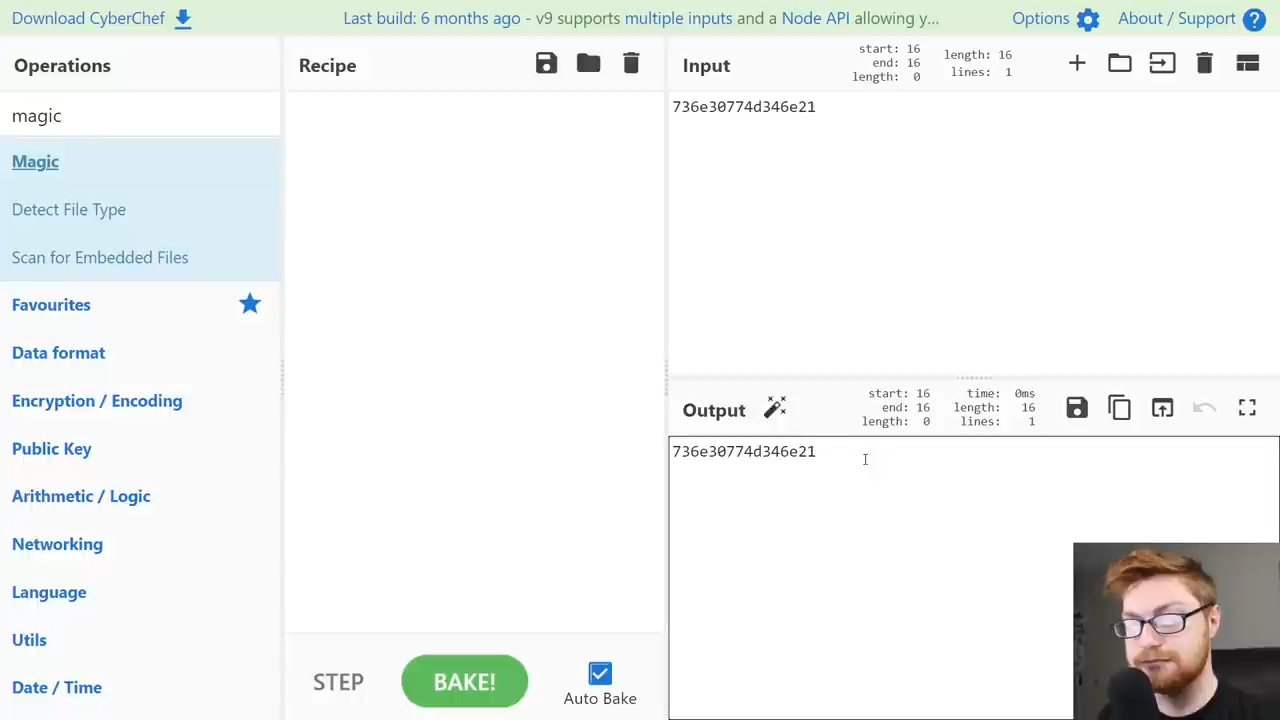 Download CyberChef
Last build: 6 months ago - v9 supports multiple inputs and a Node API allowing y...
Options
About / Support
Operations
magic
Magic
Detect File Type
Scan for Embedded Files
Favourites
Data format
Encryption / Encoding
Public Key
Arithmetic / Logic
Networking
Language
Utils
Date / Time
Recipe
STEP
BAKE!
Auto Bake
Input
start: 16
end: 16
length: 0
length: 16
lines: 1
736e30774d346e21
Output
start: 16
end: 16
length: 0
time: 0ms
length: 16
lines: 1
736e30774d346e21